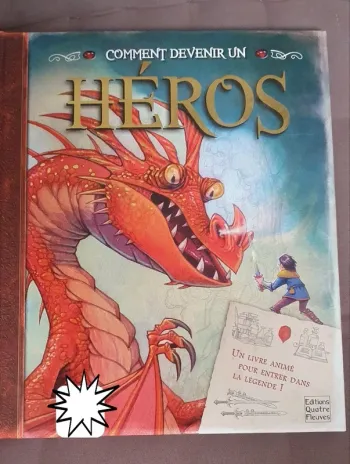 COMMENT DEVENIR UN
HÉROS
UN LIVRE ANIMÉ
POUR ENTRER DANS
LA LÉGENDE !
Editions
Quatre
Fleuves